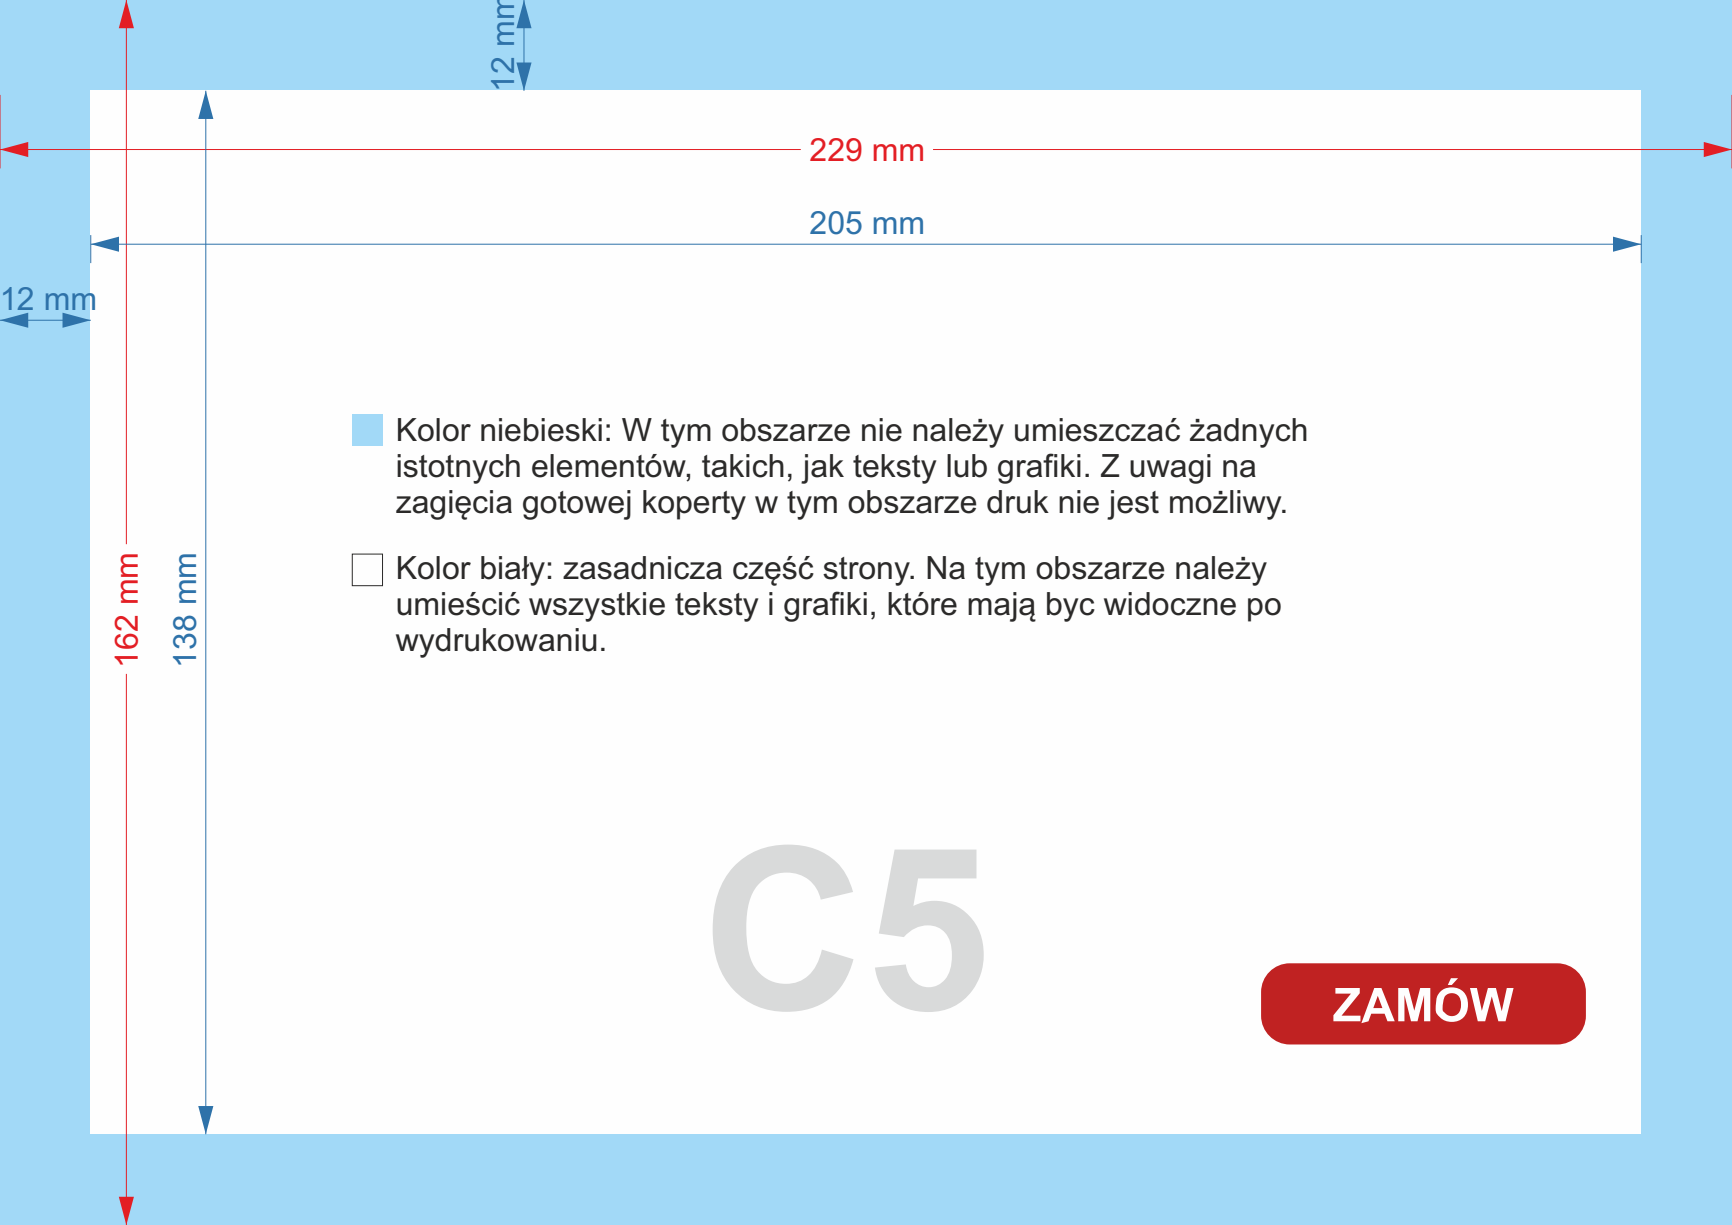 12 mm
229 mm
205 mm
12 mm
Kolor niebieski: W tym obszarze nie należy umieszczać żadnych
istotnych elementów, takich, jak teksty lub grafiki. Z uwagi na
zagięcia gotowej koperty w tym obszarze druk nie jest możliwy.
Kolor biały: zasadnicza część strony. Na tym obszarze należy
umieścić wszystkie teksty i grafiki, które mają byc widoczne po
wydrukowaniu.
162 mm
138 mm
C5
ZAMÓW